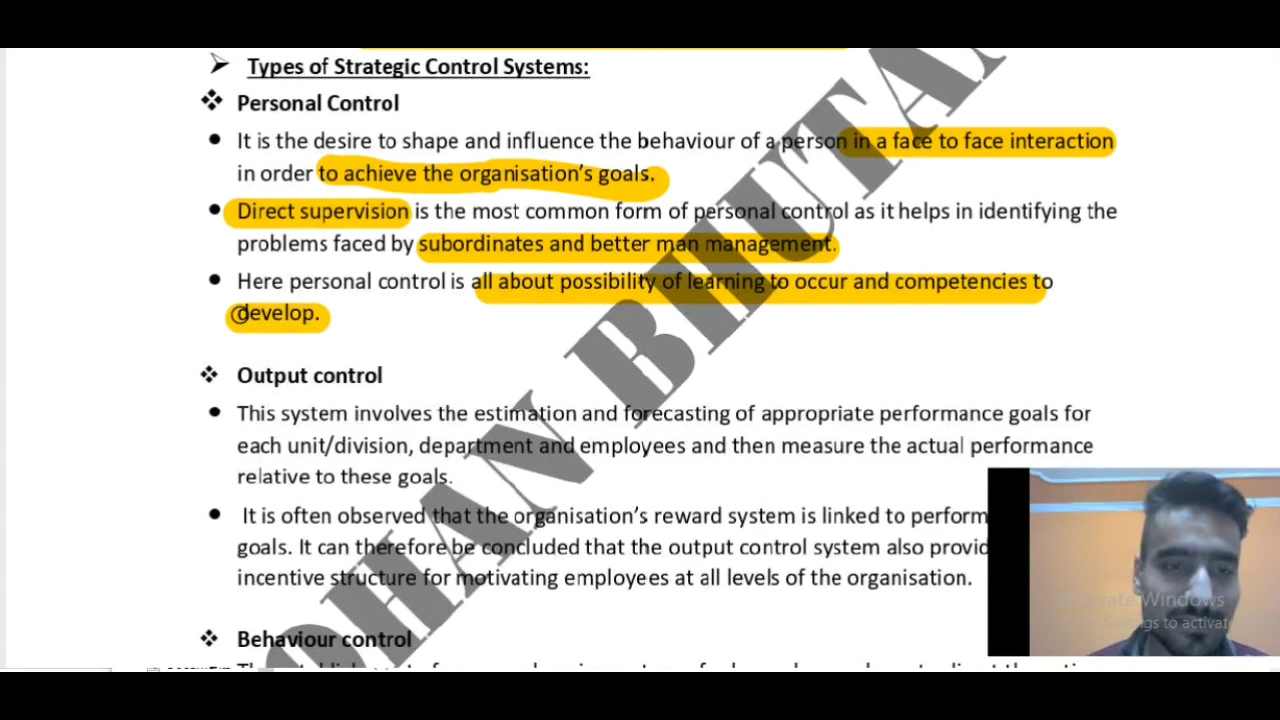 ➢ Types of Strategic Control Systems:
❖ Personal Control
• It is the desire to shape and influence the behaviour of a person in a face to face interaction
in order to achieve the organisation's goals.
• Direct supervision is the most common form of personal control as it helps in identifying the
problems faced by subordinates and better man management.
• Here personal control is all about possibility of learning to occur and competencies to
develop.
❖ Output control
• This system involves the estimation and forecasting of appropriate performance goals for
each unit/division, department and employees and then measure the actual performance
relative to these goals.
• It is often observed that the organisation's reward system is linked to perform
goals. It can therefore be concluded that the output control system also provid
incentive structure for motivating employees at all levels of the organisation.
❖ Behaviour control
OHAN BHUTA
Windows
to activate